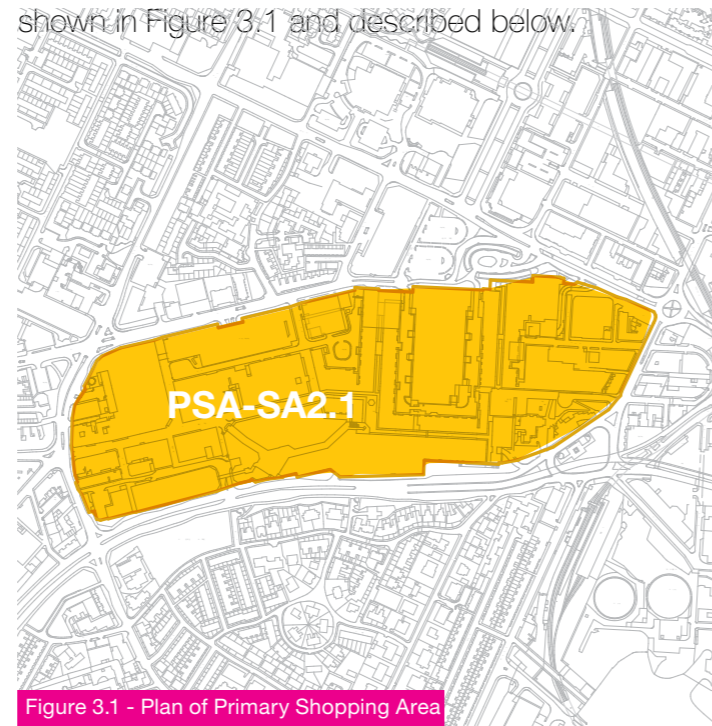 shown in Figure 3.1 and described below.
PSA-SA2.1
Figure 3.1 - Plan of Primary Shopping Area